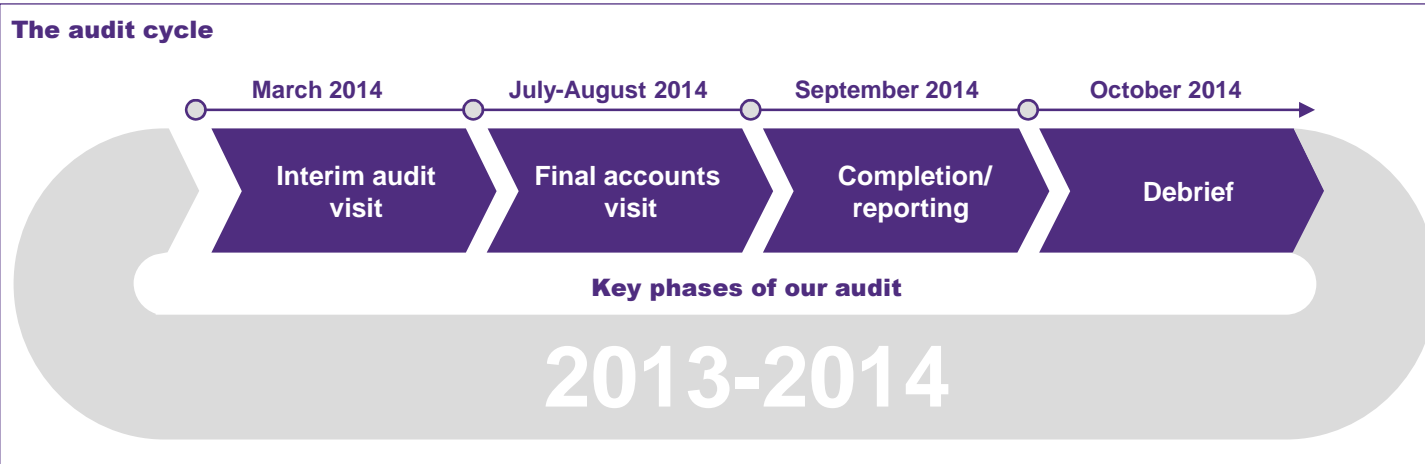 The audit cycle
March 2014
July-August 2014
September 2014
October 2014
Interim audit
visit
Final accounts
visit
Completion/
reporting
Debrief
Key phases of our audit
2013-2014